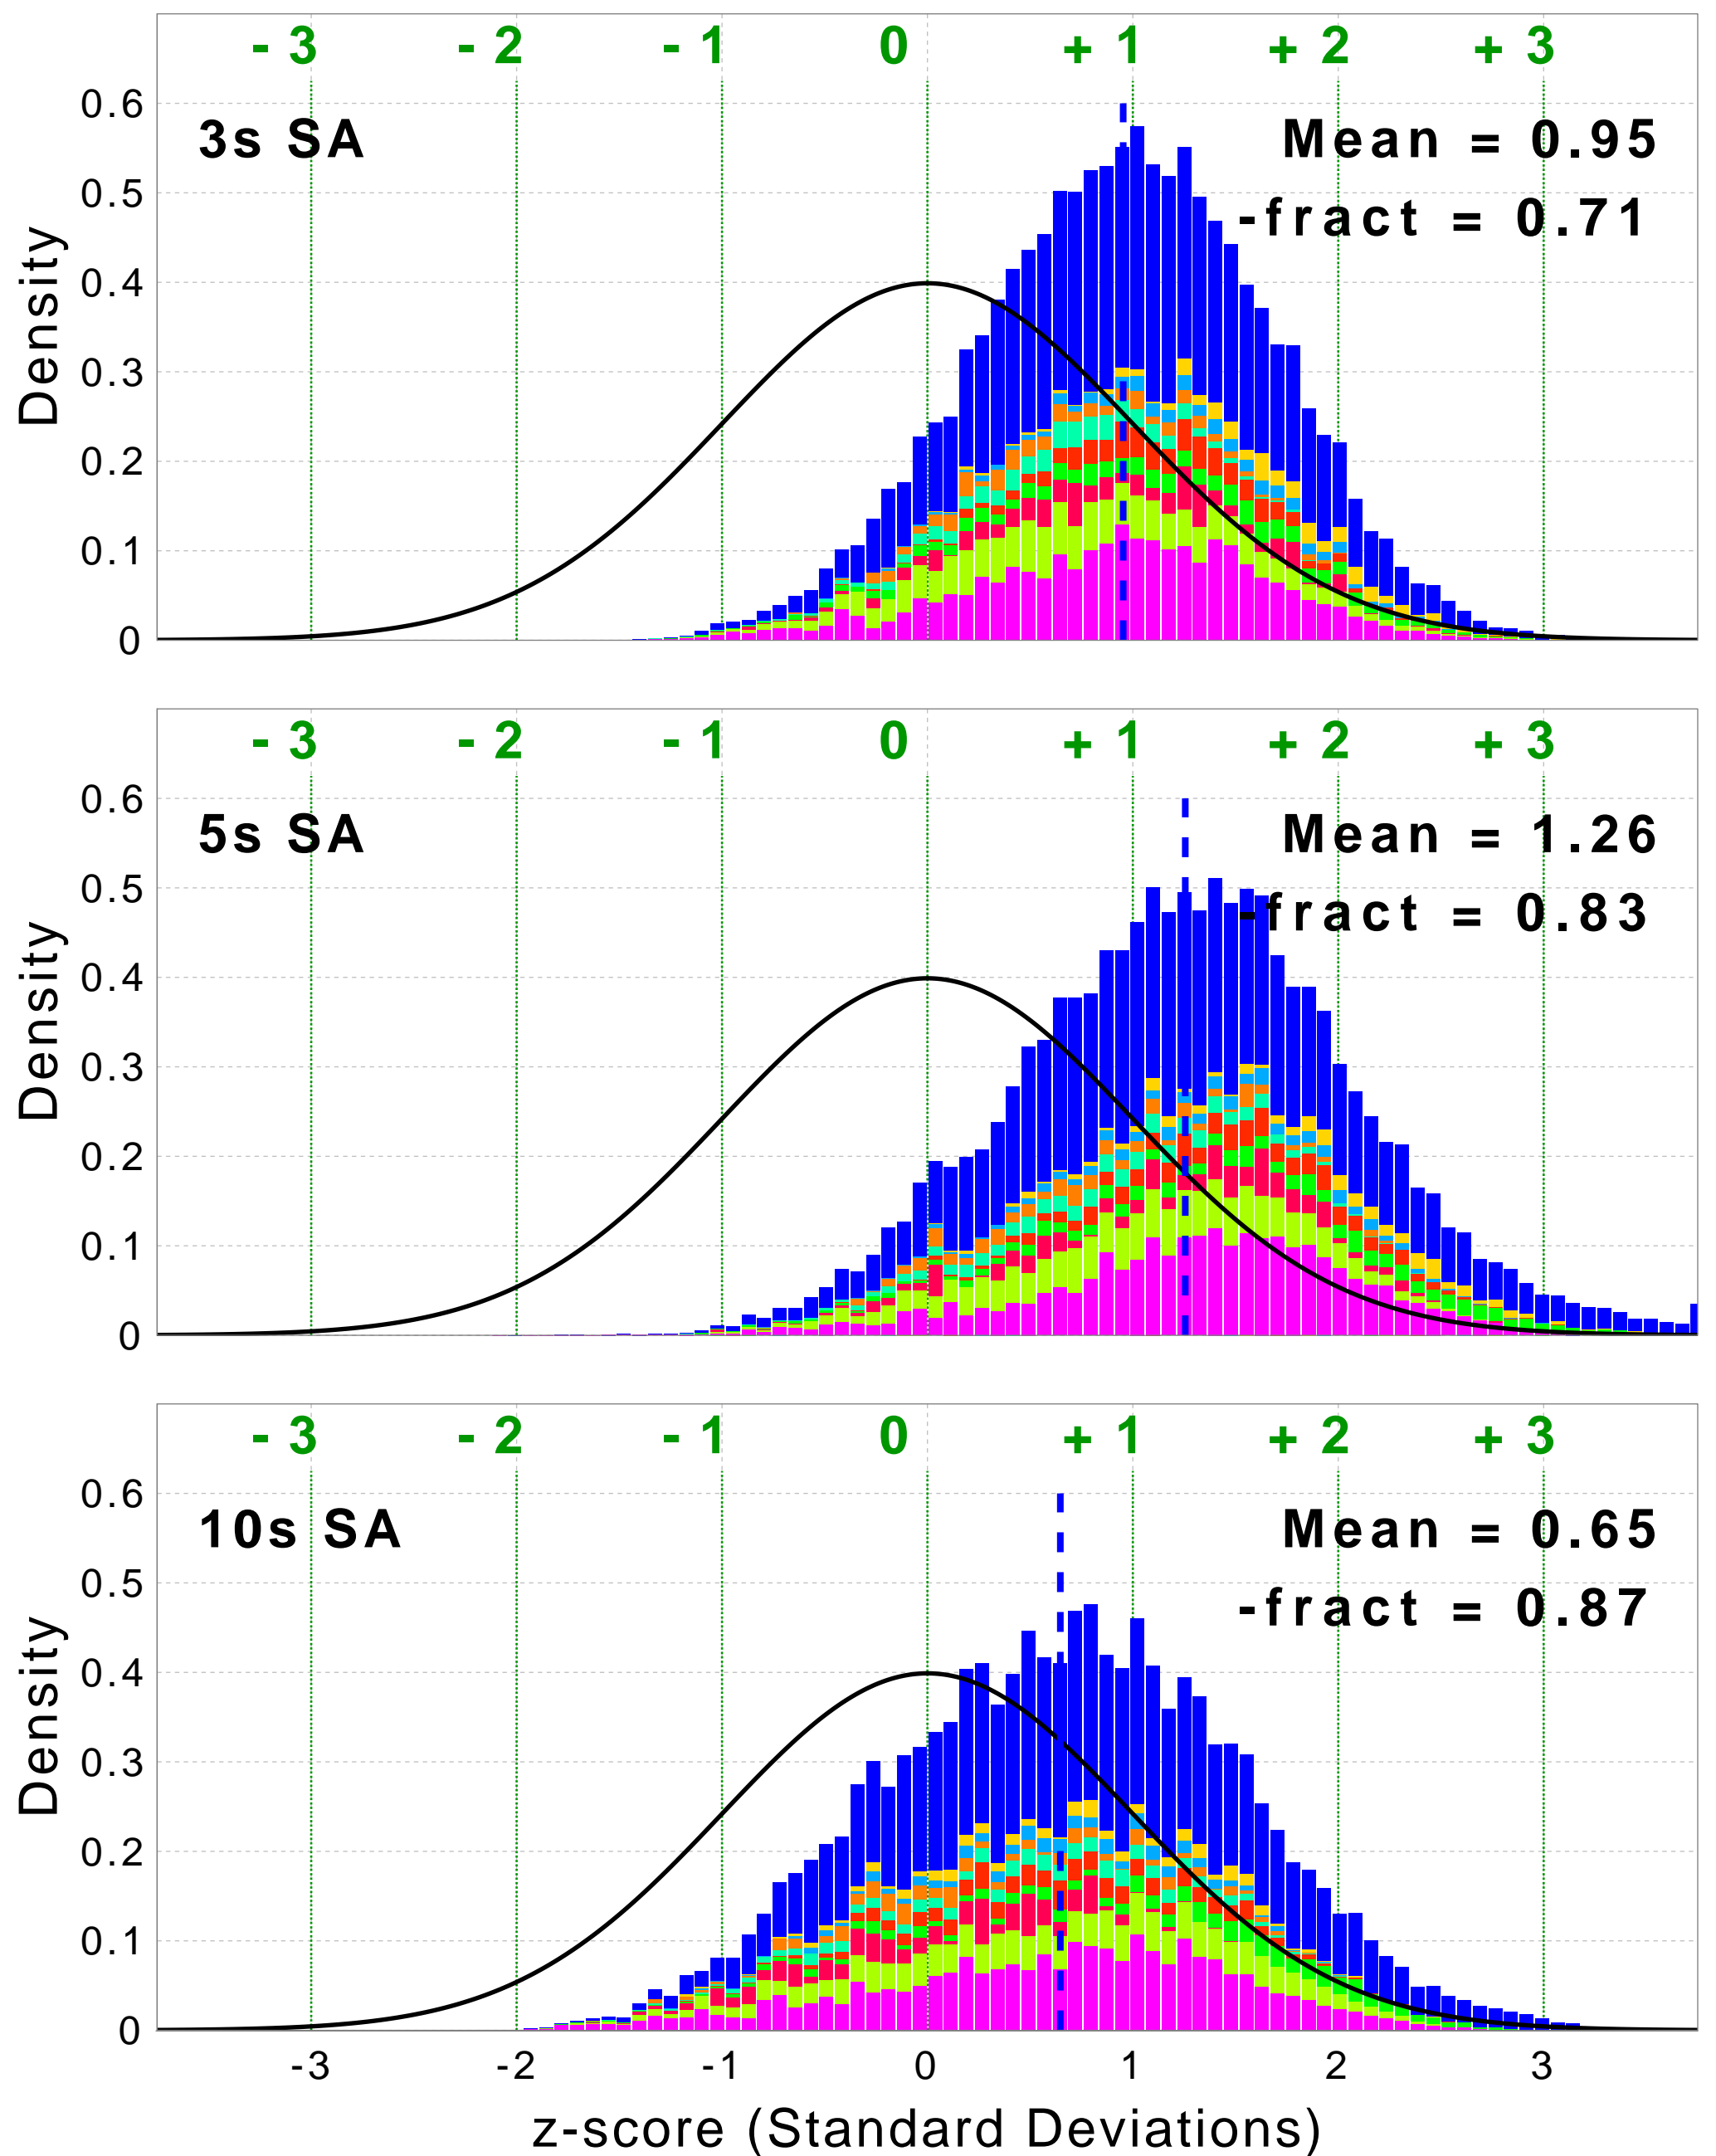 - 3 - 2 - 1 0 + 1 + 2 + 3
0.6
3s SA
Mean = 0.95
0.5
-fract = 0.71
0.4
0.3
0.2
0.1
0
Density
- 3 - 2 - 1 0 + 1 + 2 + 3
0.6
5s SA
Mean = 1.26
0.5
-fract = 0.83
0.4
0.3
0.2
0.1
0
Density
- 3 - 2 - 1 0 + 1 + 2 + 3
0.6
10s SA
Mean = 0.65
0.5
-fract = 0.87
0.4
0.3
0.2
0.1
0
Density
-3 -2 -1 0 1 2 3
z-score (Standard Deviations)